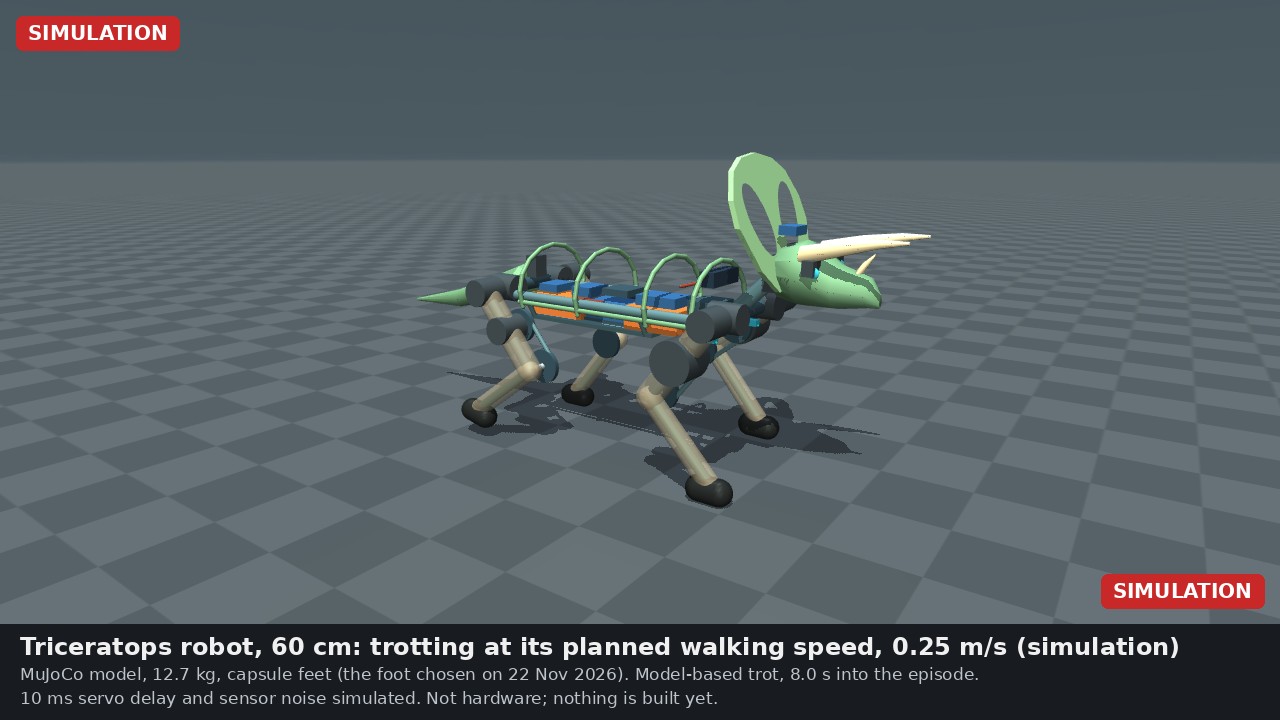 SIMULATION
SIMULATION
Triceratops robot, 60 cm: trotting at its planned walking speed, 0.25 m/s (simulation)
MuJoCo model, 12.7 kg, capsule feet (the foot chosen on 22 Nov 2026). Model-based trot, 8.0 s into the episode.
10 ms servo delay and sensor noise simulated. Not hardware; nothing is built yet.